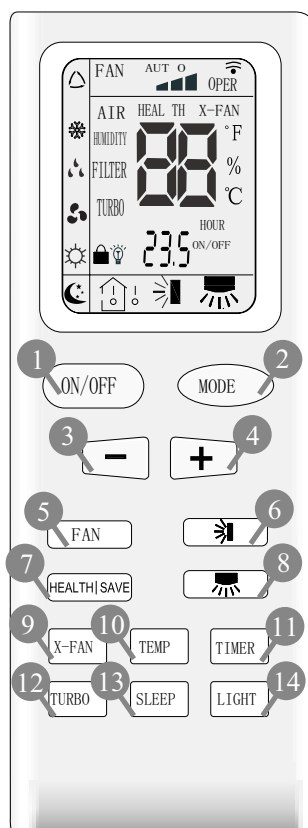 FAN AUT O
OPER
AIR HEAL TH X-FAN
HUMIDITY 88 °F
FILTER %
TURBO °C
HOUR
23.5 ON/OFF
1 2
ON/OFF MODE
3 4
- +
5 6
FAN
7 8
HEALTH|SAVE
9 10 11
X-FAN TEMP TIMER
12 13 14
TURBO SLEEP LIGHT